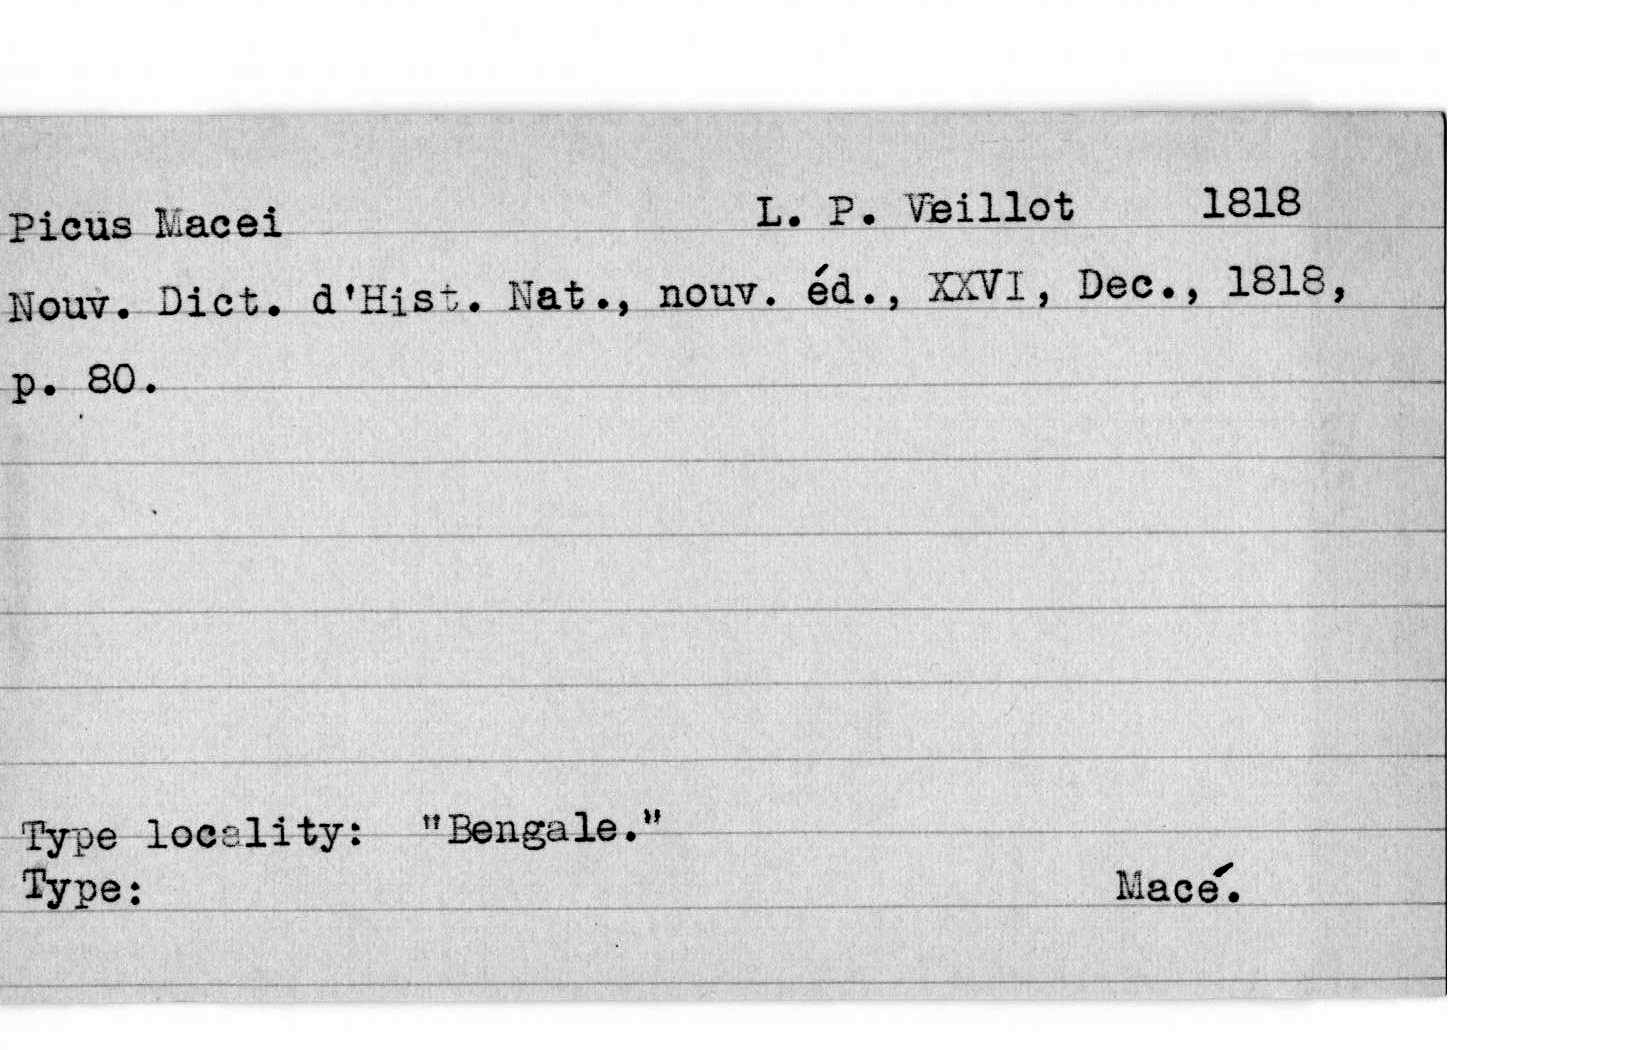 Picus Macei L. P. Veillot 1818
Nouv. Dict. d'Hist. Nat., nouv. éd., XXVI, Dec., 1818,
p. 80.
Type locality: "Bengale."
Type: Macé.